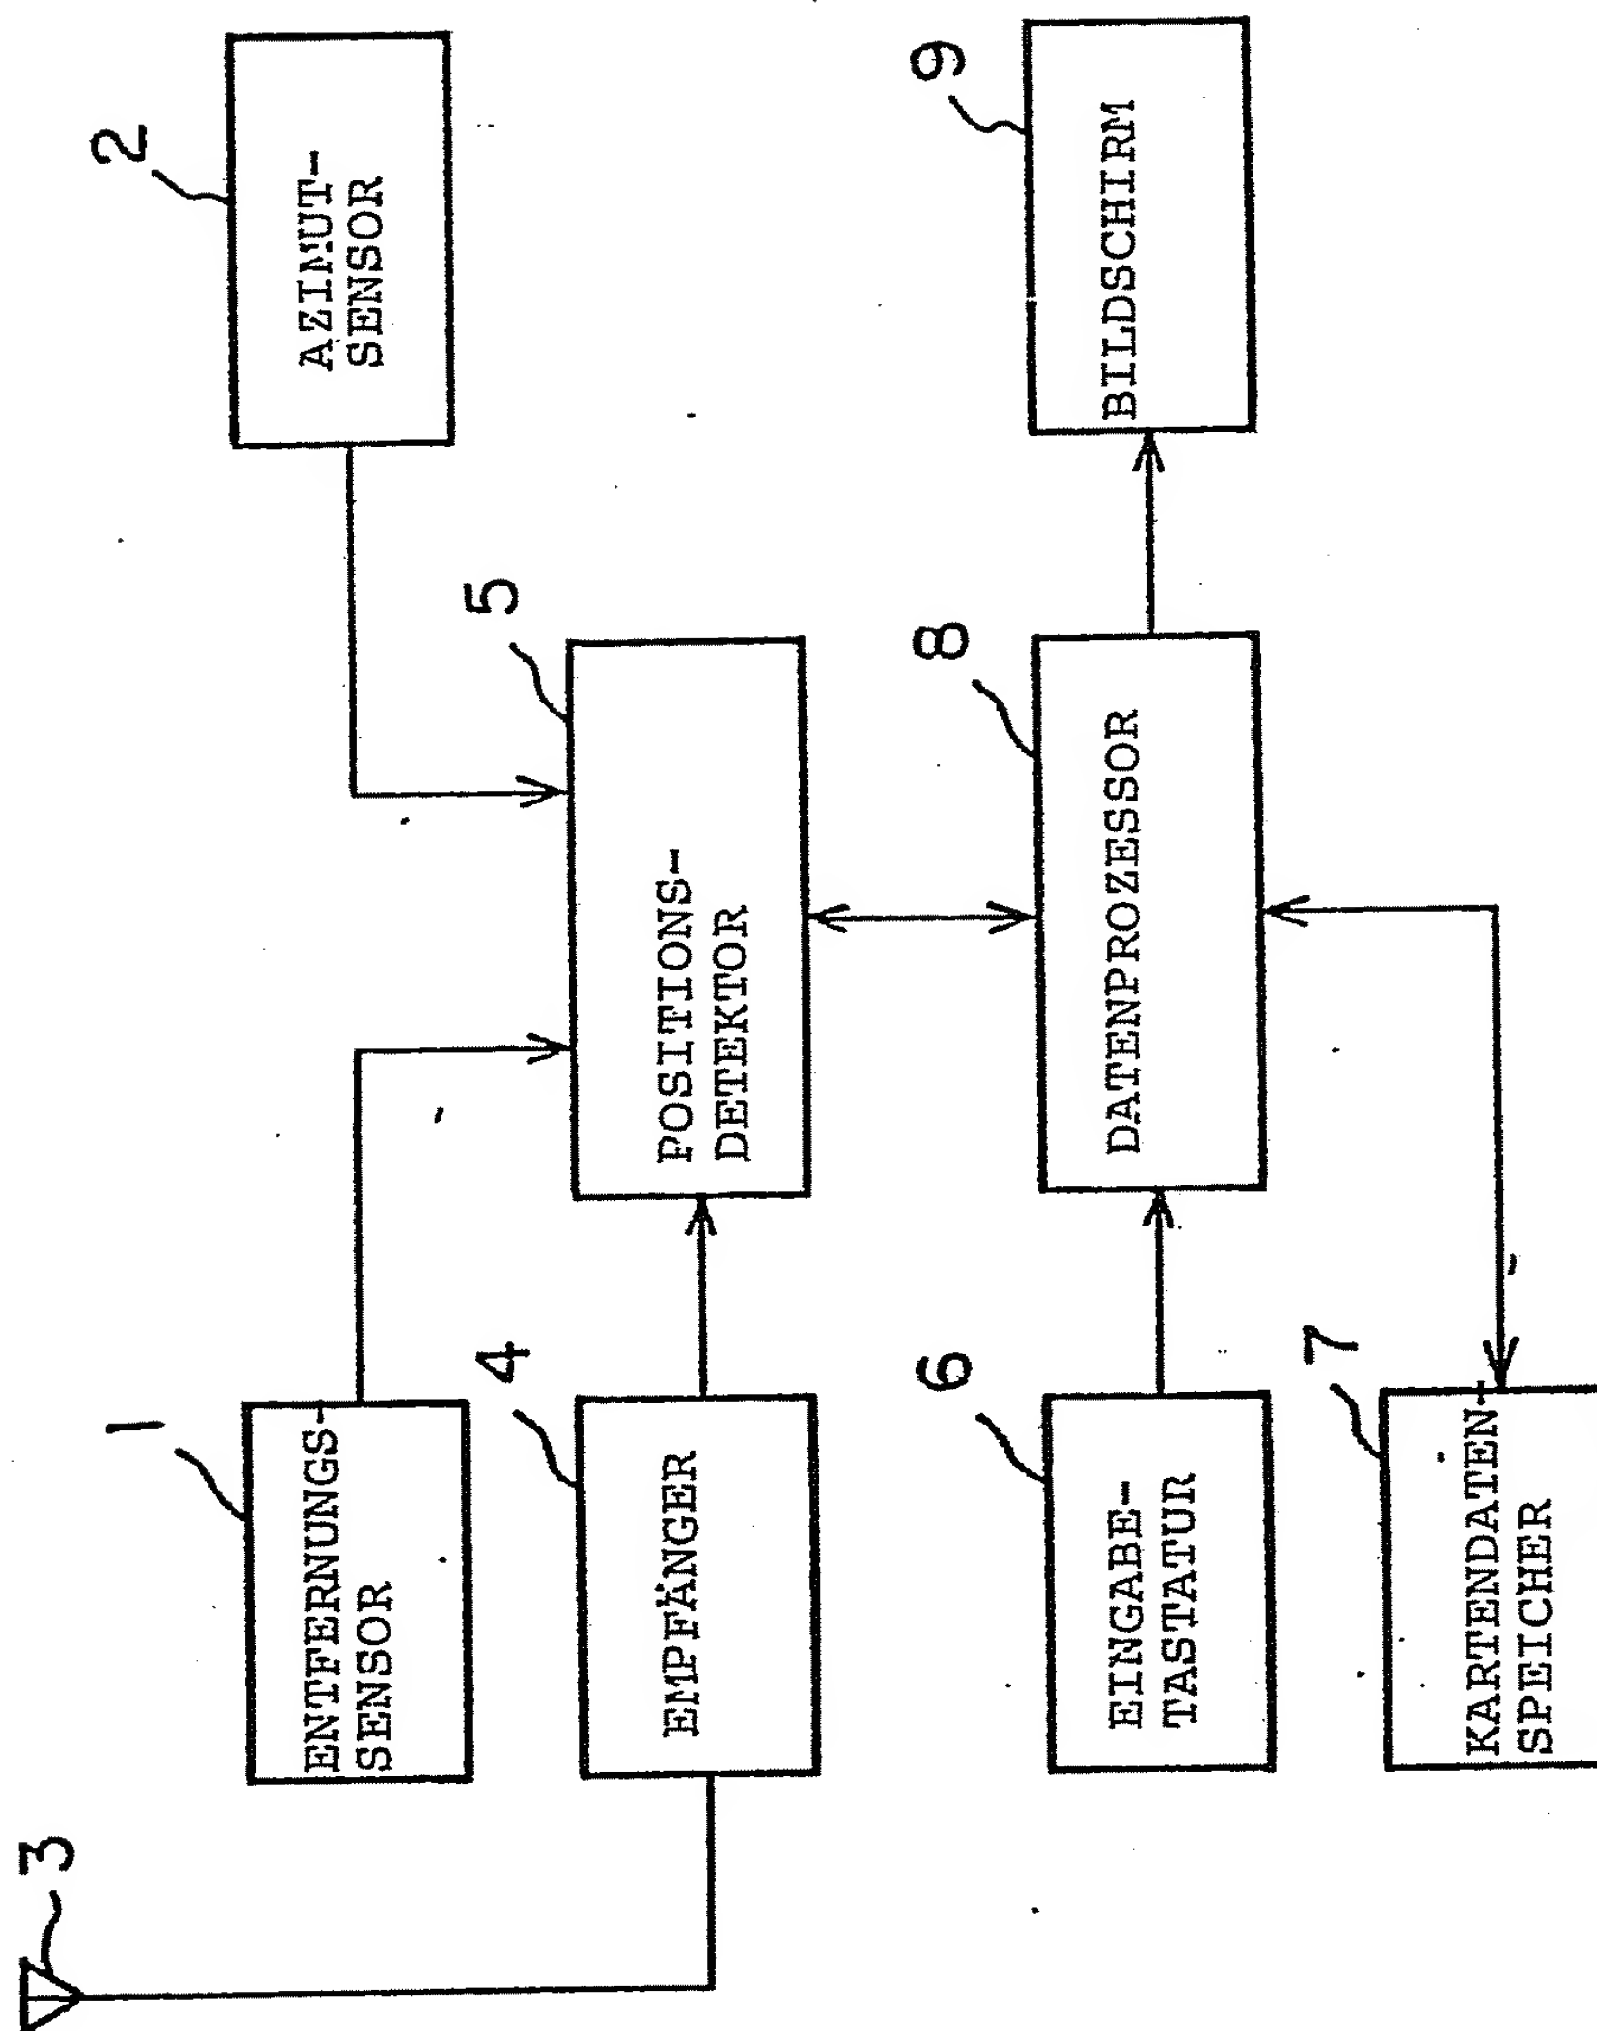 3
1
ENTFERNUNGS-
SENSOR
2
AZIMUT-
SENSOR
4
EMPFÄNGER
5
POSITIONS-
DETEKTOR
6
EINGABE-
TASTATUR
8
DATENPROZESSOR
9
BILDSCHIRM
7
KARTENDATEN-
SPEICHER